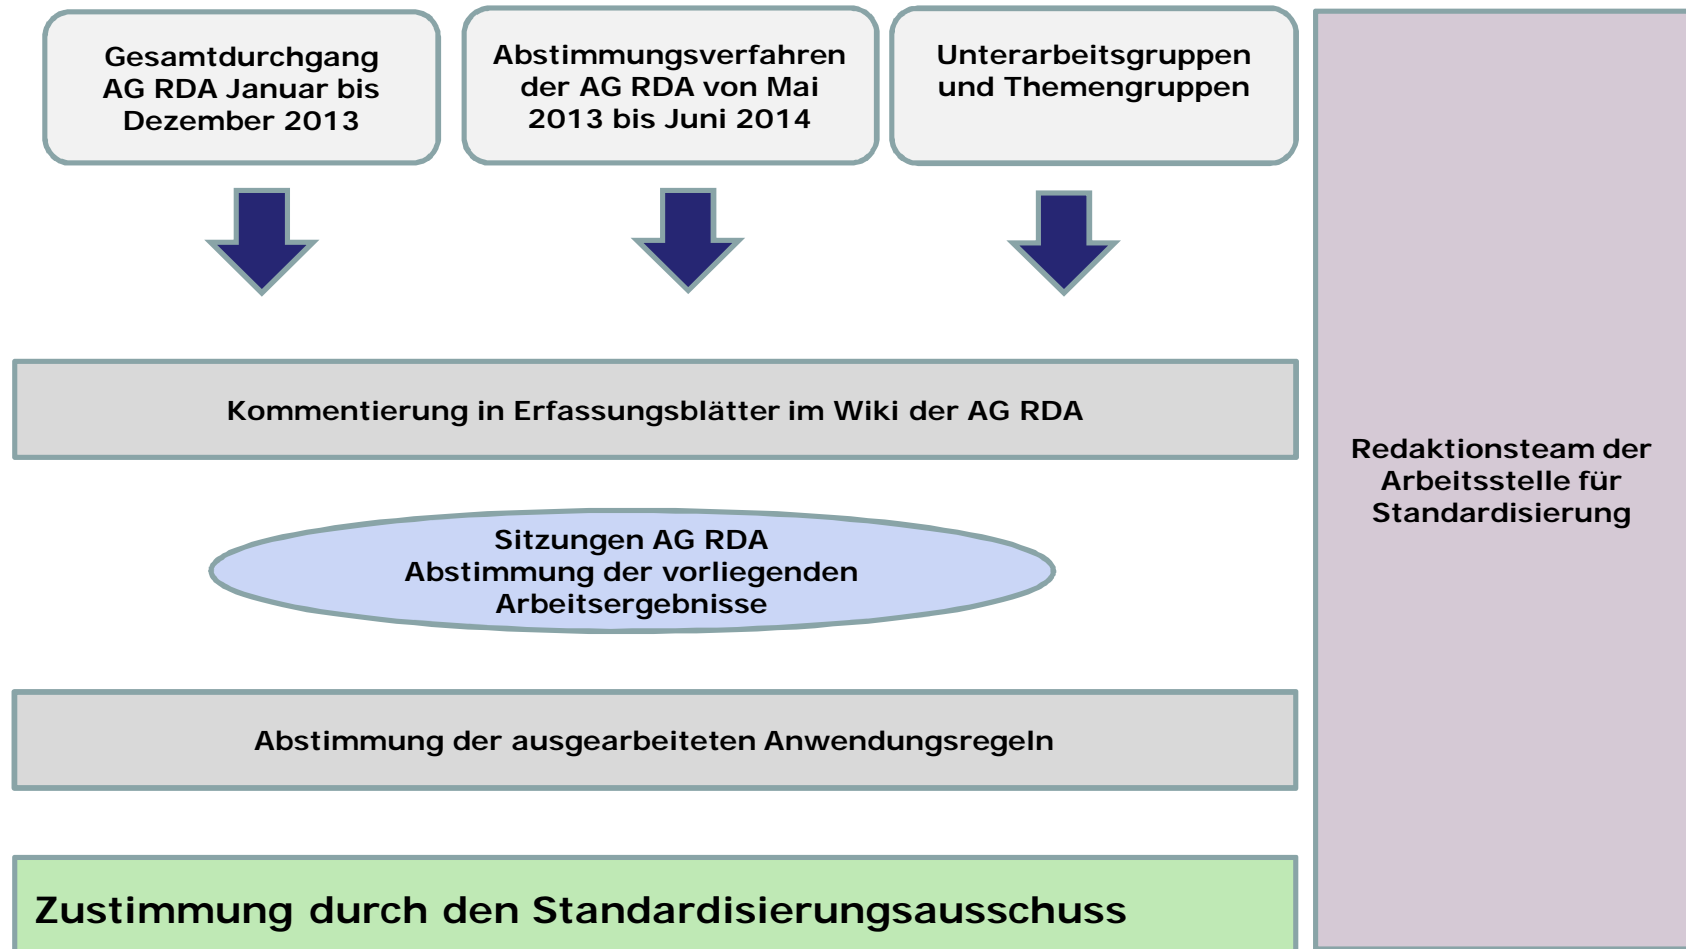 Gesamtdurchgang
AG RDA Januar bis
Dezember 2013
Abstimmungsverfahren
der AG RDA von Mai
2013 bis Juni 2014
Unterarbeitsgruppen
und Themengruppen
Kommentierung in Erfassungsblätter im Wiki der AG RDA
Sitzungen AG RDA
Abstimmung der vorliegenden
Arbeitsergebnisse
Abstimmung der ausgearbeiteten Anwendungsregeln
Zustimmung durch den Standardisierungsausschuss
Redaktionsteam der
Arbeitsstelle für
Standardisierung